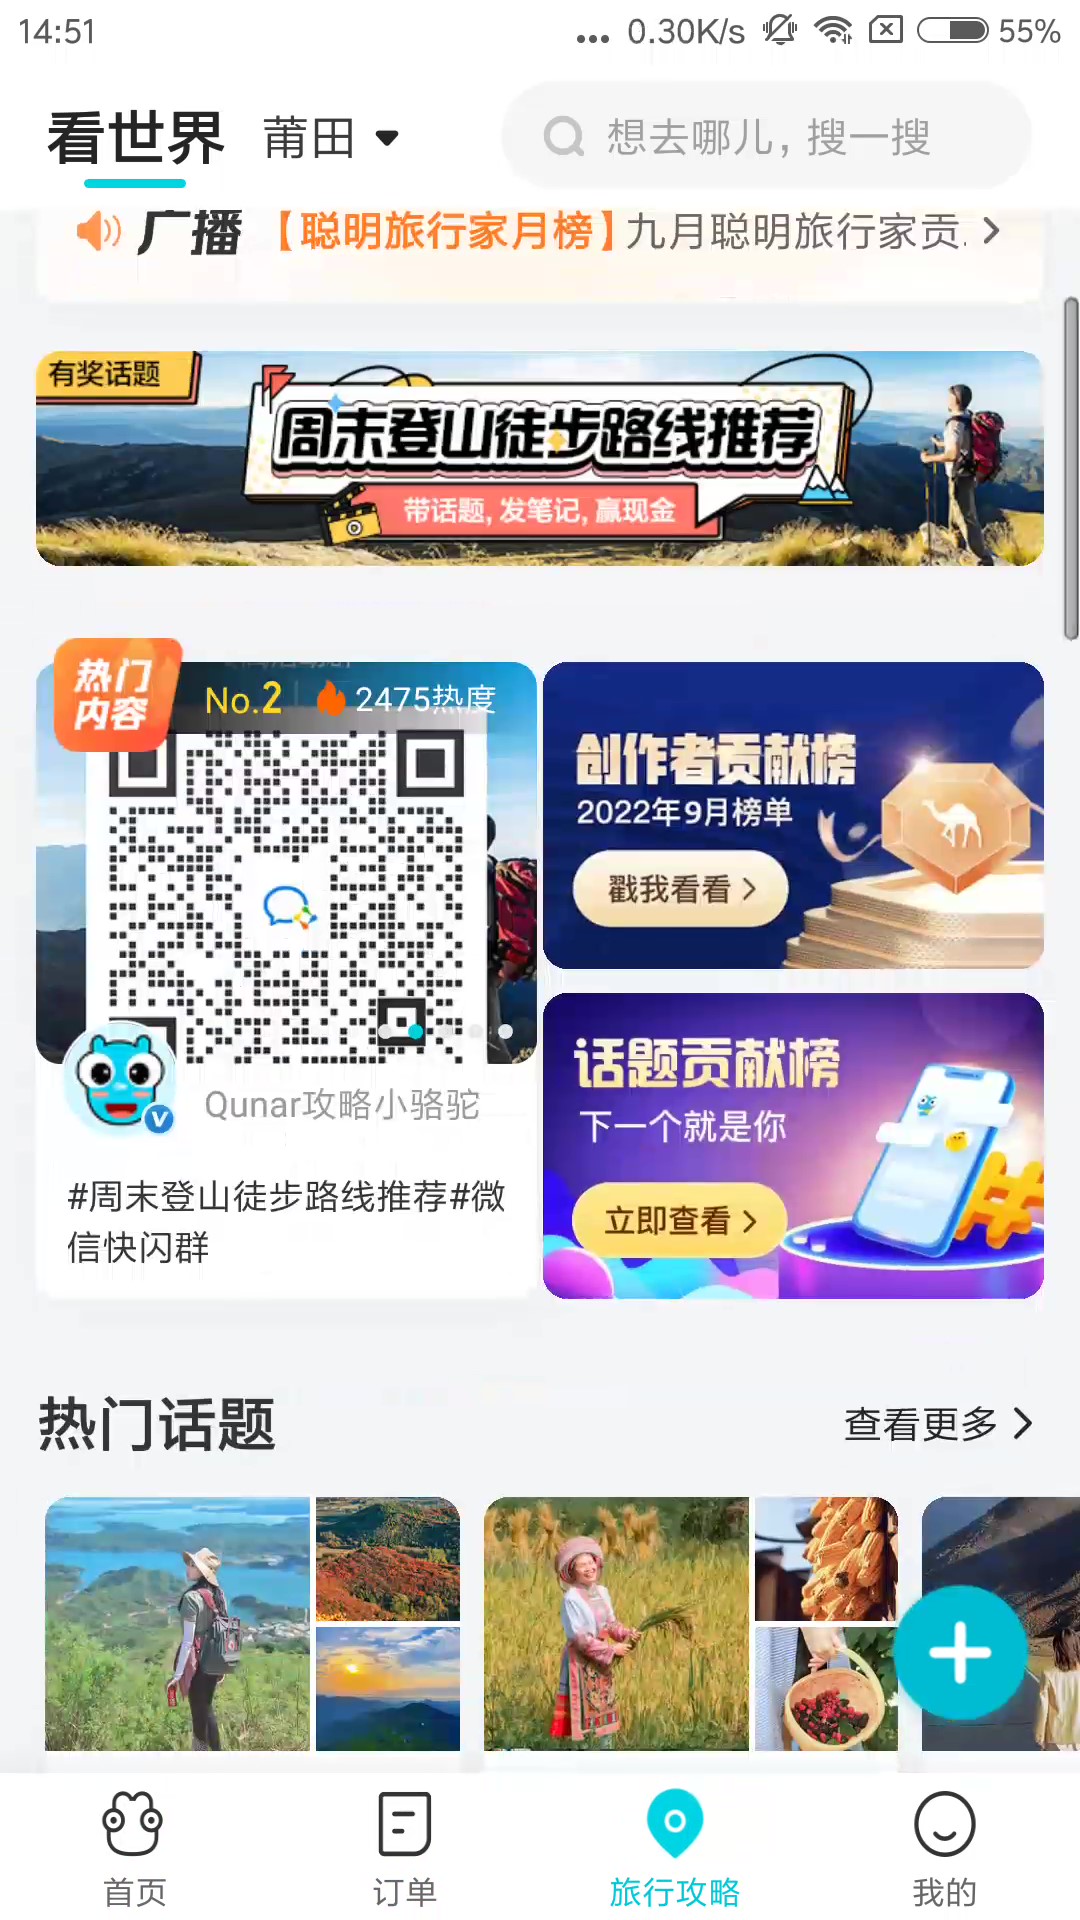 14:51
... 0.30K/s 55%
看世界 莆田 想去哪儿，搜一搜
广播 【聪明旅行家月榜】九月聪明旅行家贡.
有奖话题
周末登山徒步路线推荐
带话题，发笔记，赢现金
热门
内容
No.2 2475热度
创作者贡献榜
2022年9月榜单
戳我看看
话题贡献榜
下一个就是你
立即查看
Qunar攻略小骆驼
#周末登山徒步路线推荐#微
信快闪群
热门话题 查看更多
首页 订单 旅行攻略 我的